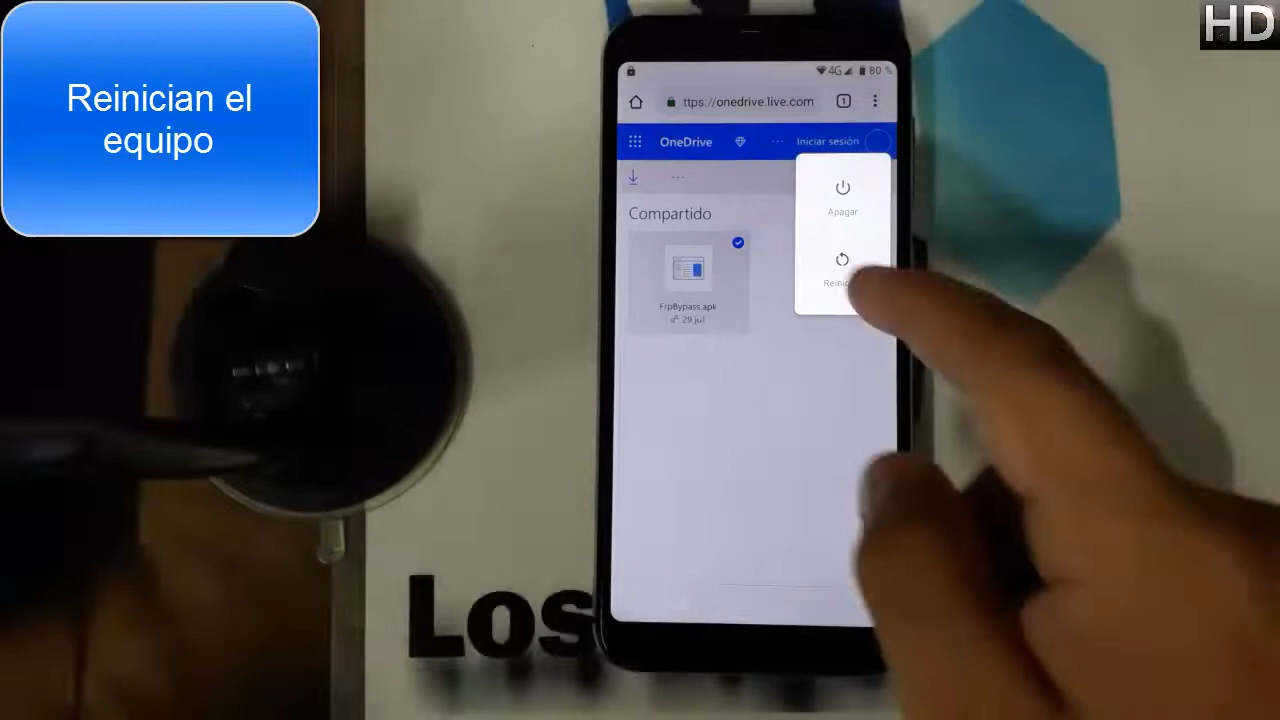 Reinician el
equipo
HD
4G 80 %
ttps://onedrive.live.com
1
OneDrive
Iniciar sesión
Apagar
Compartido
FrpBypass.apk
29 jul
Los